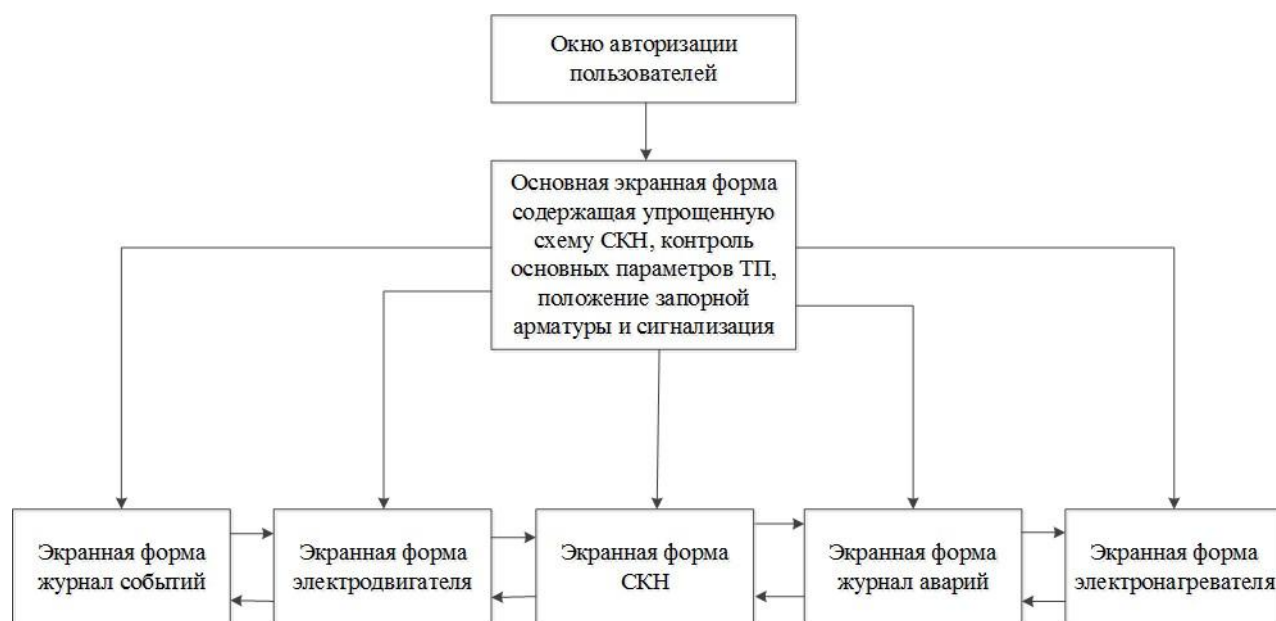 Окно авторизации
пользователей
Основная экранная форма
содержащая упрощенную
схему СКН, контроль
основных параметров ТП,
положение запорной
арматуры и сигнализация
Экранная форма
журнал событий
Экранная форма
электродвигателя
Экранная форма
СКН
Экранная форма
журнал аварий
Экранная форма
электронагревателя